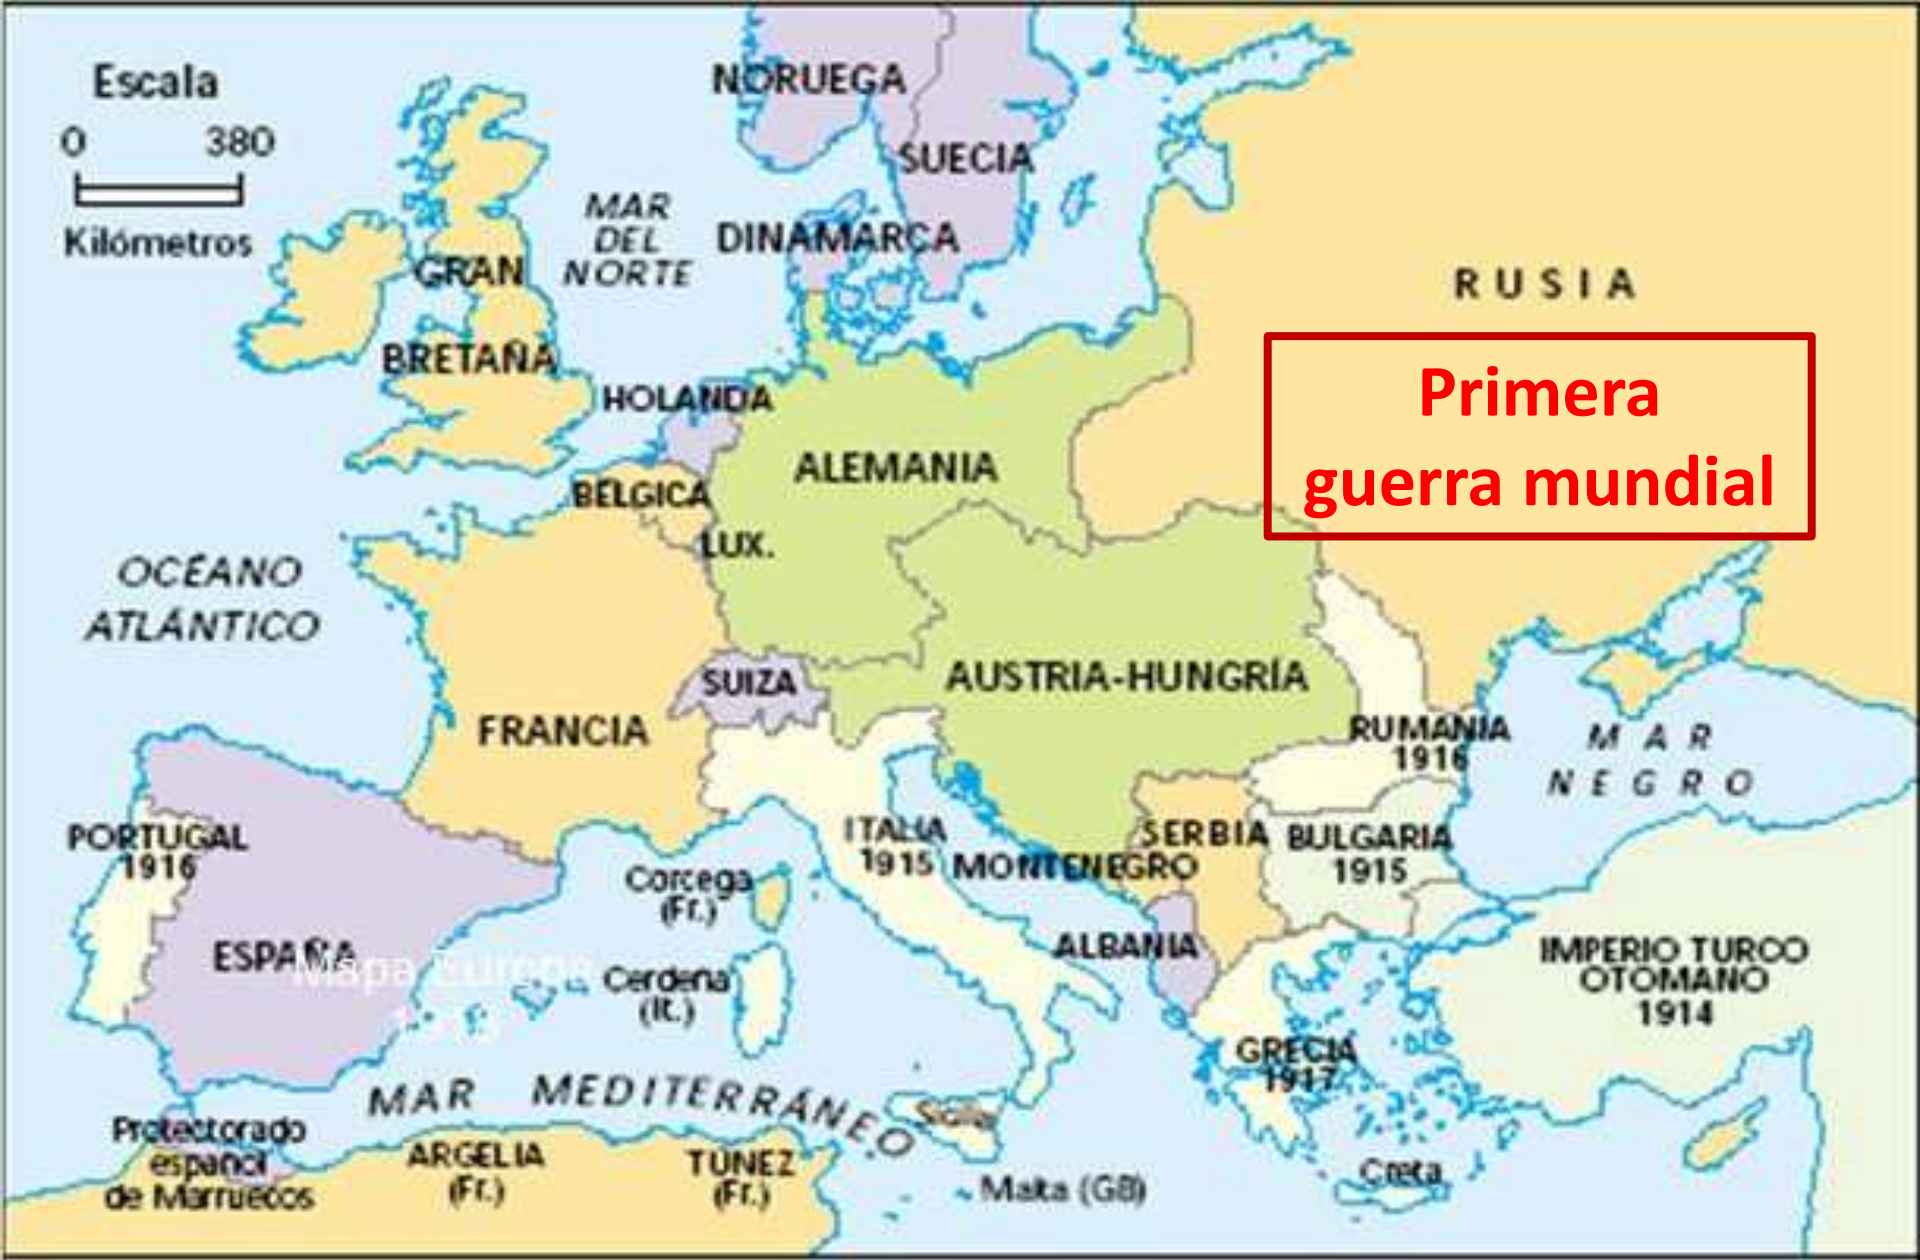 Escala
0 380
Kilómetros
NORUEGA
SUECIA
MAR
DEL
NORTE
DINAMARCA
GRAN
BRETAÑA
RUSIA
Primera
guerra mundial
HOLANDA
ALEMANIA
BÉLGICA
LUX.
OCÉANO
ATLÁNTICO
SUIZA
AUSTRIA-HUNGRÍA
FRANCIA
RUMANIA
1916
MAR
NEGRO
PORTUGAL
1916
ITALIA
1915
MONTENEGRO
SERBIA
BULGARIA
1915
Córcega
(Fr.)
ESPAÑA
Mapa Europa
Cerdeña
(It.)
ALBANIA
IMPERIO TURCO
OTOMANO
1914
GRECIA
1917
MAR MEDITERRÁNEO
Sicilia
Protectorado
español
de Marruecos
ARGELIA
(Fr.)
TÚNEZ
(Fr.)
Malta (GB)
Creta